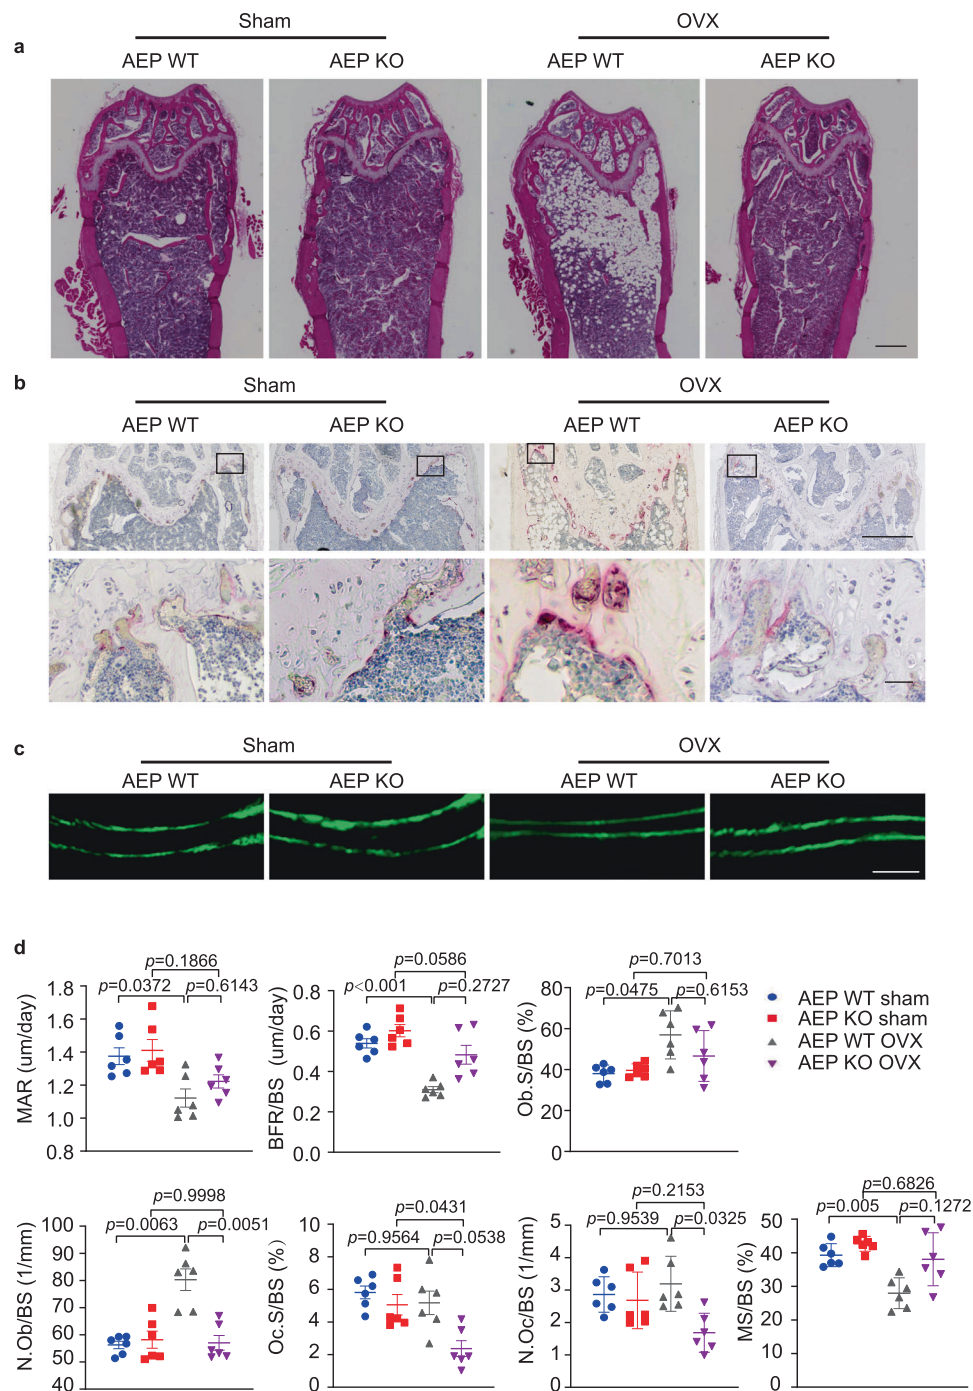 Sham OVX
a
AEP WT AEP KO AEP WT AEP KO
b
Sham OVX
AEP WT AEP KO AEP WT AEP KO
c
Sham OVX
AEP WT AEP KO AEP WT AEP KO
d
p=0.1866
p=0.0372 p=0.6143
MAR (um/day)
1.8
1.6
1.4
1.2
1.0
0.8
p=0.0586
p<0.001 p=0.2727
BFR/BS (um/day)
0.8
0.6
0.4
0.2
0.0
p=0.7013
p=0.0475 p=0.6153
Ob.S/BS (%)
80
60
40
20
0
AEP WT sham
AEP KO sham
AEP WT OVX
AEP KO OVX
p=0.9998
p=0.0063 p=0.0051
N.Ob/BS (1/mm)
100
90
80
70
60
50
40
p=0.0431
p=0.9564 p=0.0538
Oc.S/BS (%)
10
8
6
4
2
0
p=0.2153
p=0.9539 p=0.0325
N.Oc/BS (1/mm)
5
4
3
2
1
0
p=0.6826
p=0.005 p=0.1272
MS/BS (%)
50
40
30
20
10
0